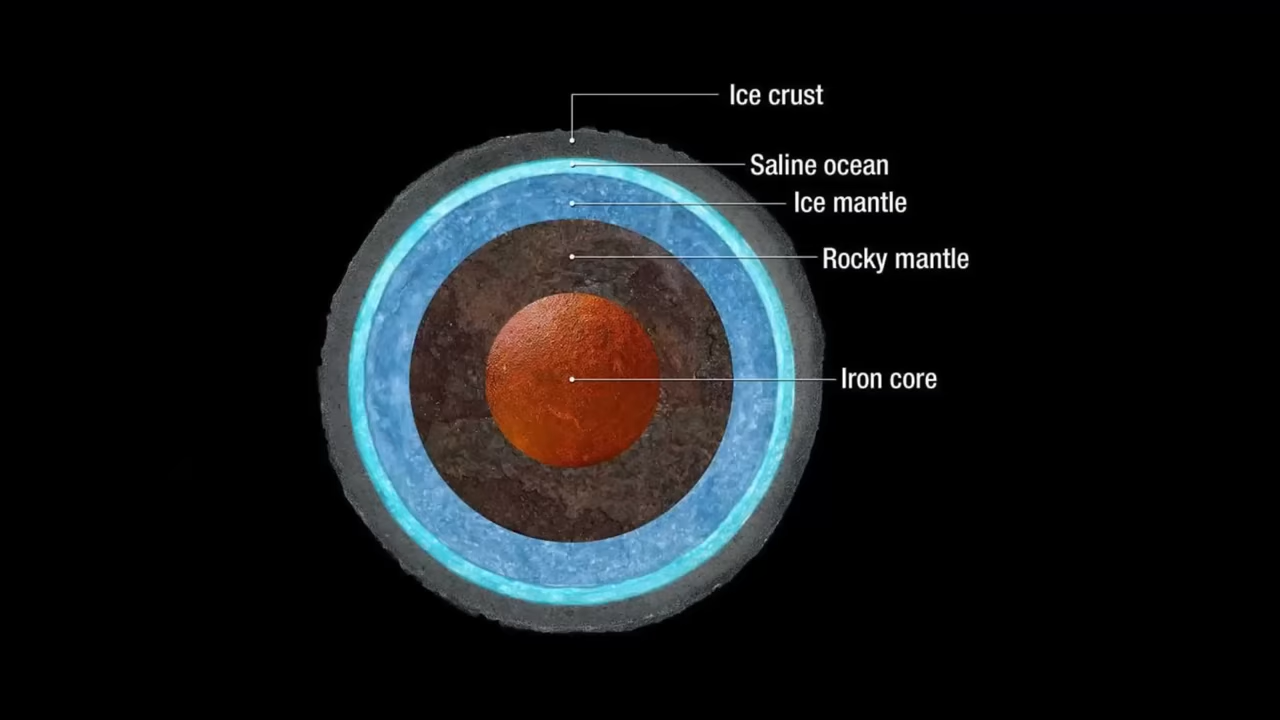 Ice crust
Saline ocean
Ice mantle
Rocky mantle
Iron core